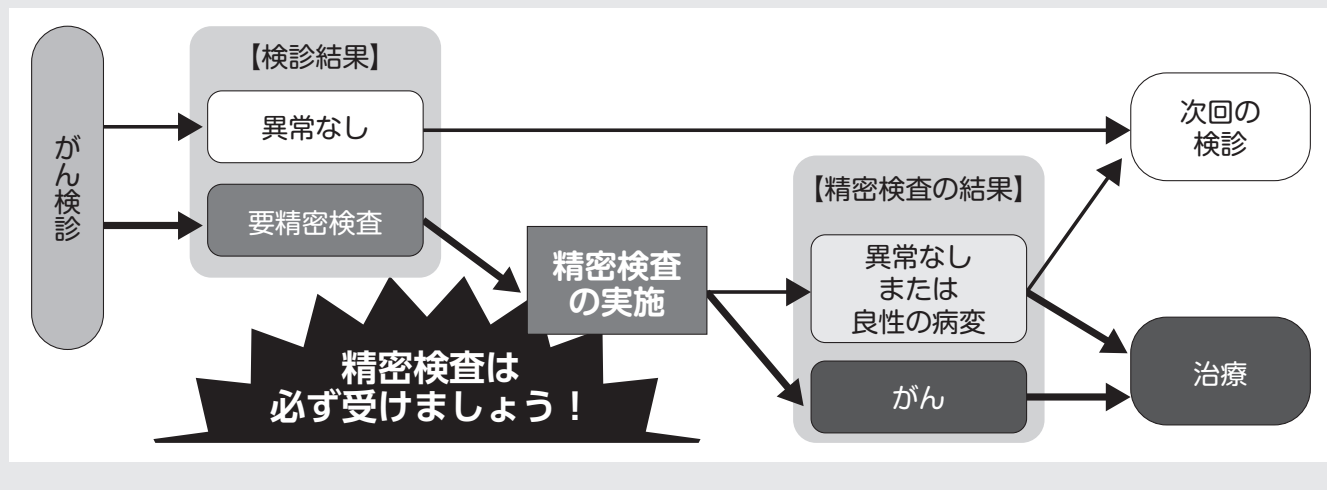 がん検診
【検診結果】
異常なし
要精密検査
精密検査は
必ず受けましょう！
精密検査
の実施
【精密検査の結果】
異常なし
または
良性の病変
がん
次回の
検診
治療